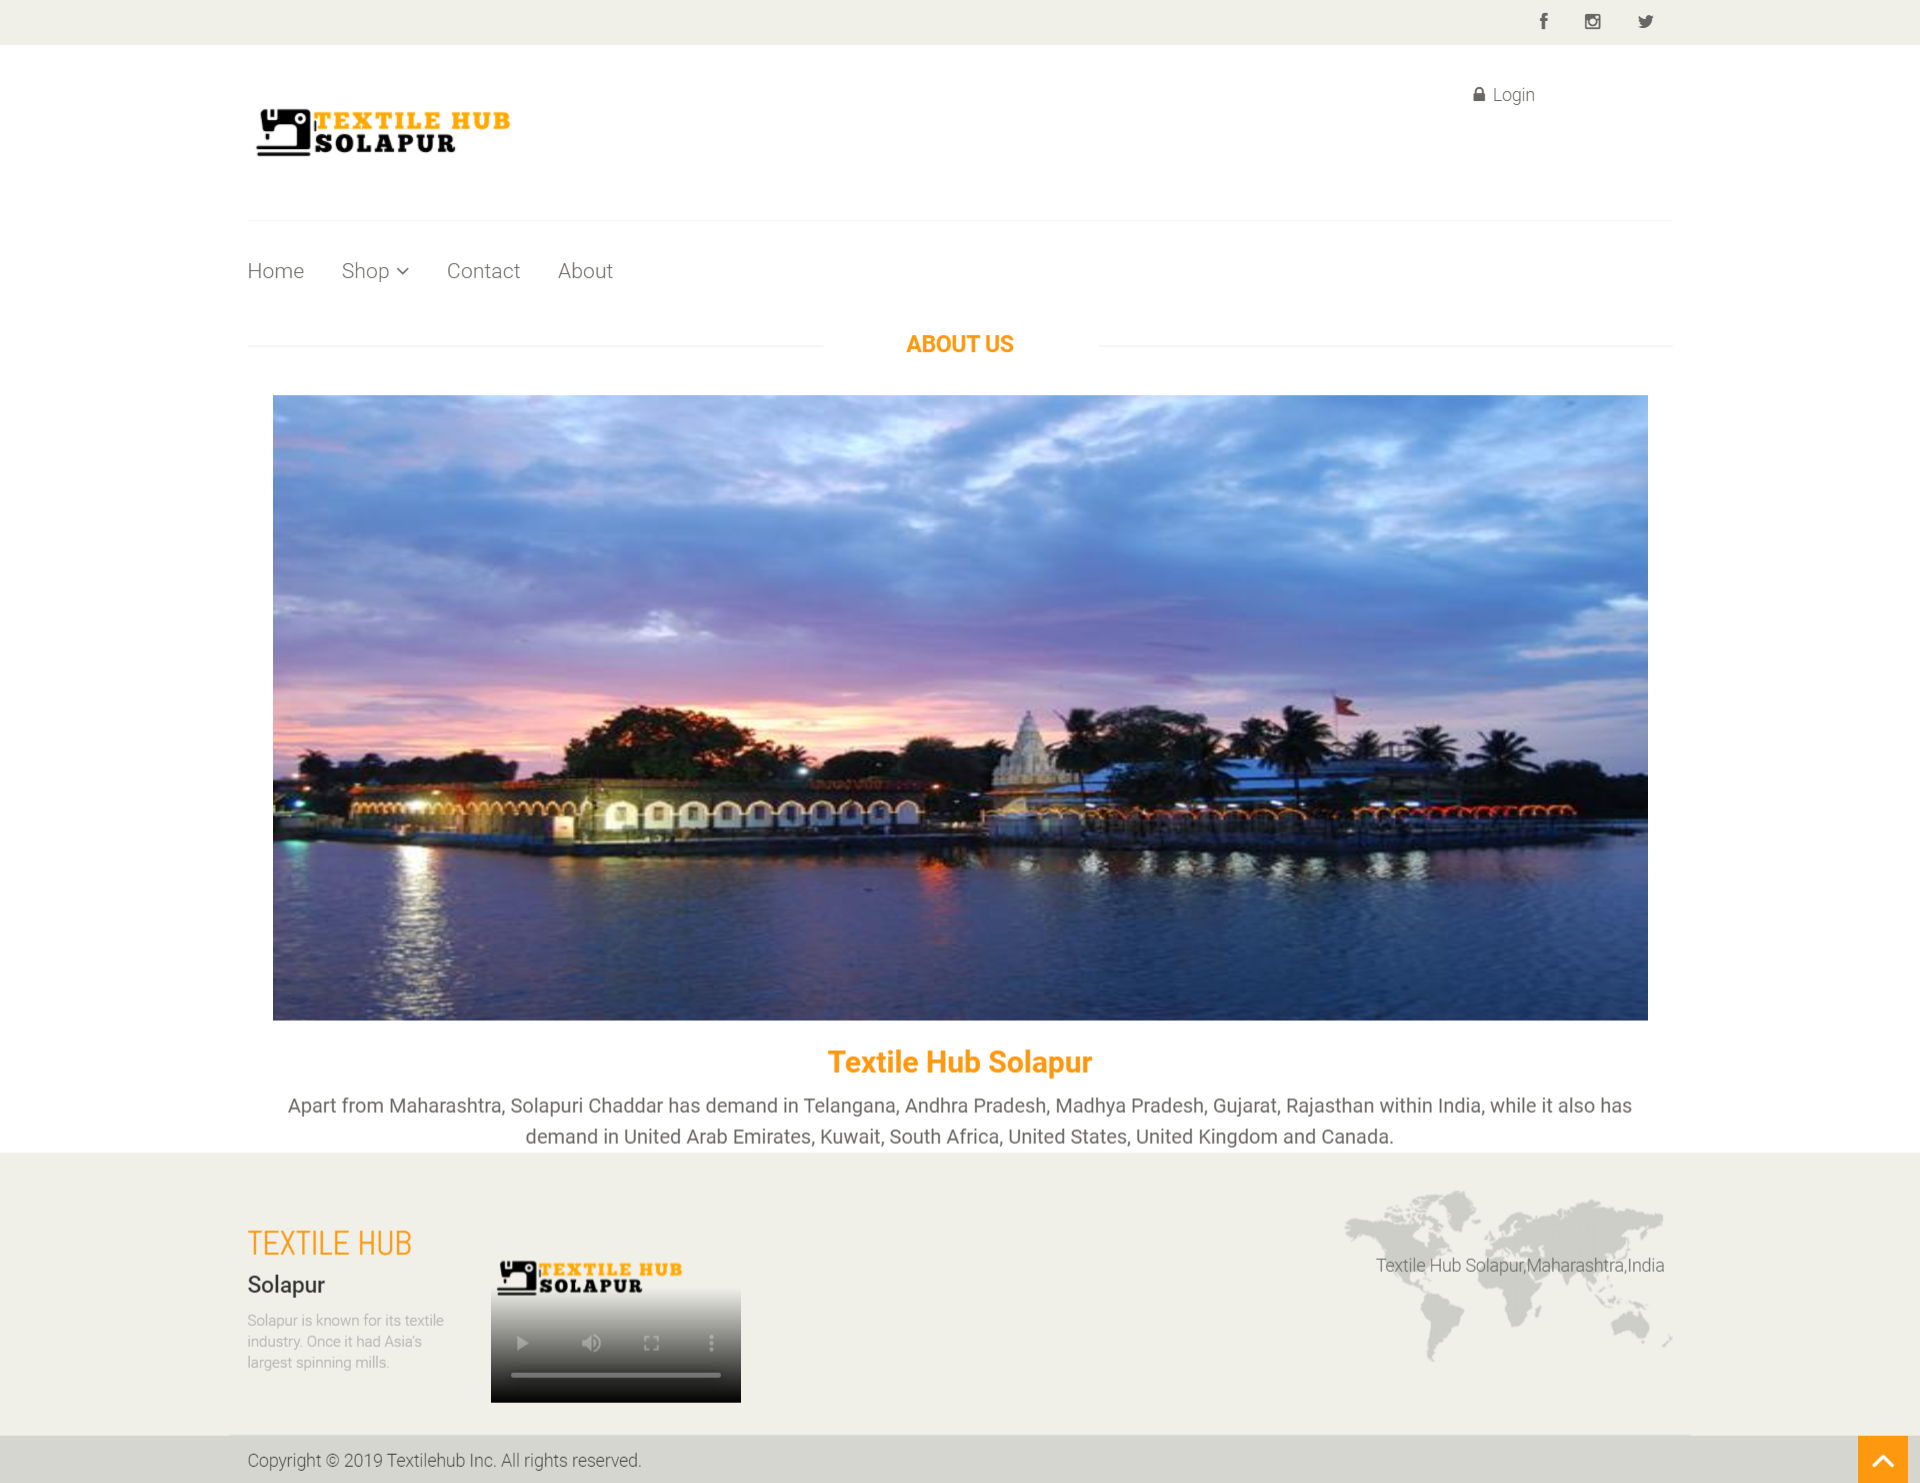 Login
TEXTILE HUB
SOLAPUR
Home Shop Contact About
ABOUT US
Textile Hub Solapur
Apart from Maharashtra, Solapuri Chaddar has demand in Telangana, Andhra Pradesh, Madhya Pradesh, Gujarat, Rajasthan within India, while it also has
demand in United Arab Emirates, Kuwait, South Africa, United States, United Kingdom and Canada.
TEXTILE HUB
Solapur
Solapur is known for its textile
industry. Once it had Asia's
largest spinning mills.
TEXTILE HUB
SOLAPUR
Textile Hub Solapur,Maharashtra,India
Copyright © 2019 Textilehub Inc. All rights reserved.